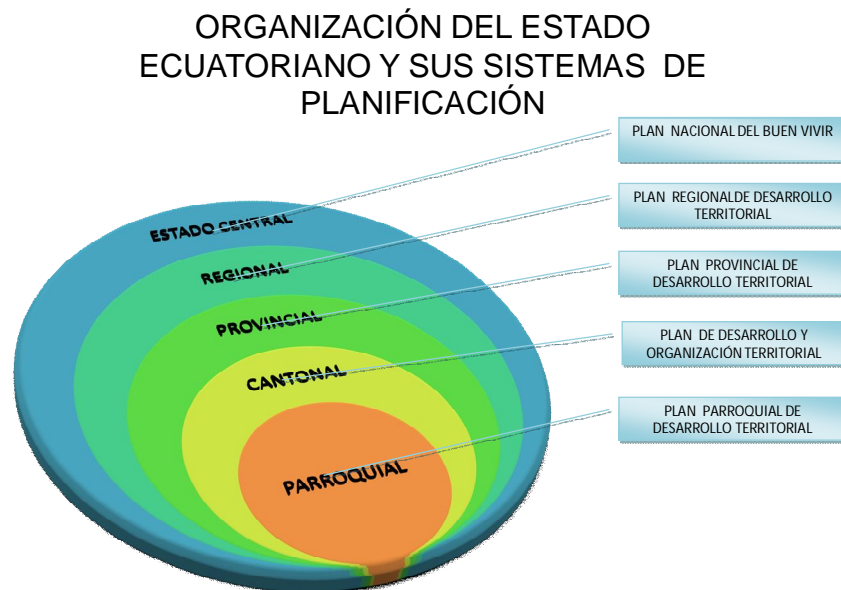 ORGANIZACIÓN DEL ESTADO
ECUATORIANO Y SUS SISTEMAS DE
PLANIFICACIÓN
PLAN NACIONAL DEL BUEN VIVIR
PLAN REGIONALDE DESARROLLO
TERRITORIAL
PLAN PROVINCIAL DE
DESARROLLO TERRITORIAL
PLAN DE DESARROLLO Y
ORGANIZACIÓN TERRITORIAL
PLAN PARROQUIAL DE
DESARROLLO TERRITORIAL
ESTADO CENTRAL
REGIONAL
PROVINCIAL
CANTONAL
PARROQUIAL